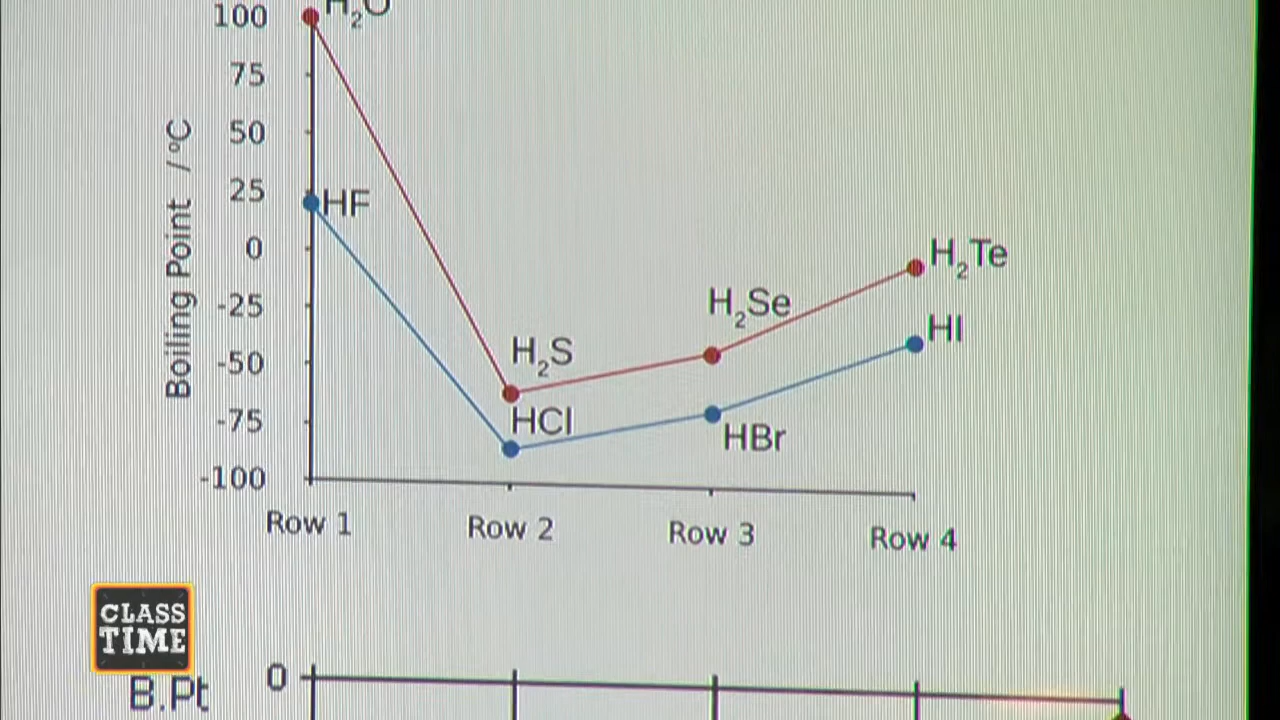 100
H₂O
75
50
25
HF
0
-25
-50
-75
-100
Boiling Point /°C
H₂S
HCl
H₂Se
HBr
H₂Te
HI
Row 1
Row 2
Row 3
Row 4
CLASS
TIME
B.Pt
0